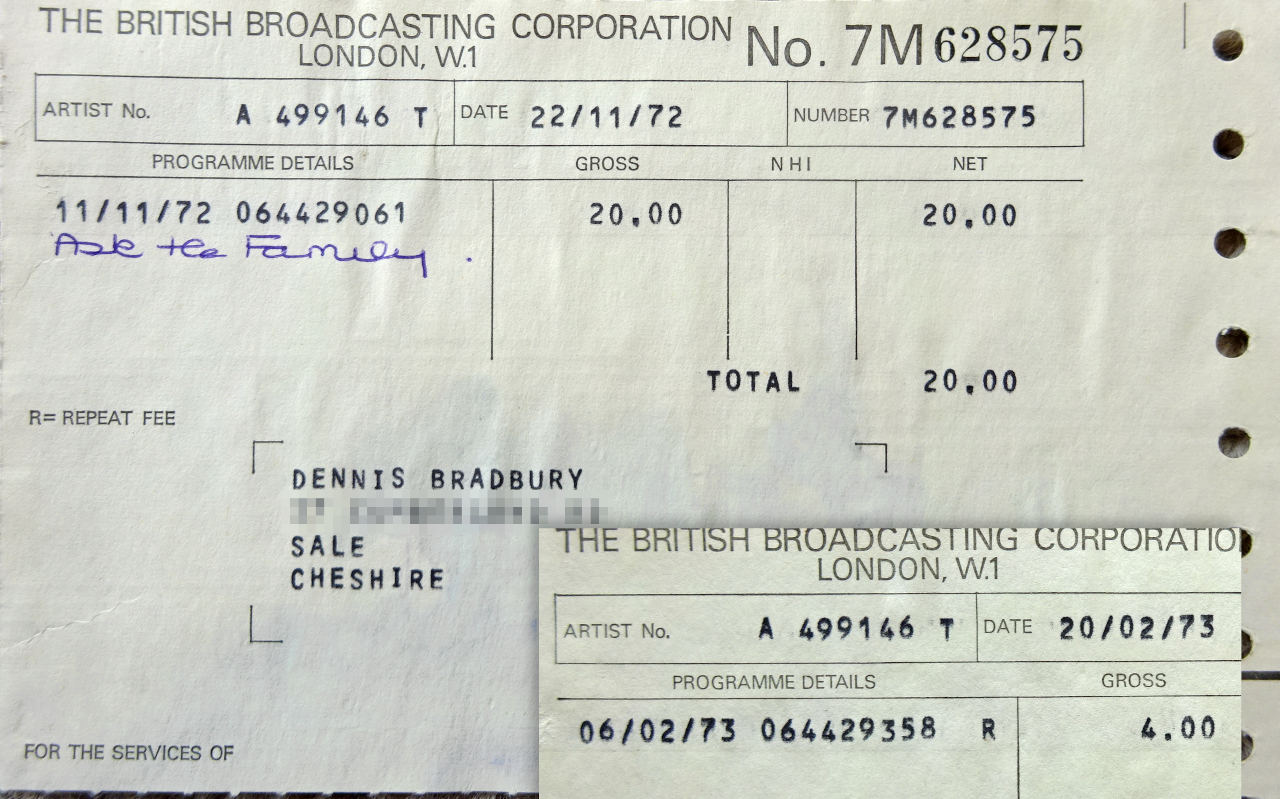 THE BRITISH BROADCASTING CORPORATION
LONDON, W.1
No. 7M 628575
ARTIST No. A 499146 T DATE 22/11/72 NUMBER 7M628575
PROGRAMME DETAILS GROSS NHI NET
11/11/72 064429061 20.00 20.00
Ask the Family.
TOTAL 20.00
R= REPEAT FEE
DENNIS BRADBURY
SALE
CHESHIRE
FOR THE SERVICES OF
THE BRITISH BROADCASTING CORPORATIO
LONDON, W.1
ARTIST No. A 499146 T DATE 20/02/73
PROGRAMME DETAILS GROSS
06/02/73 064429358 R 4.00